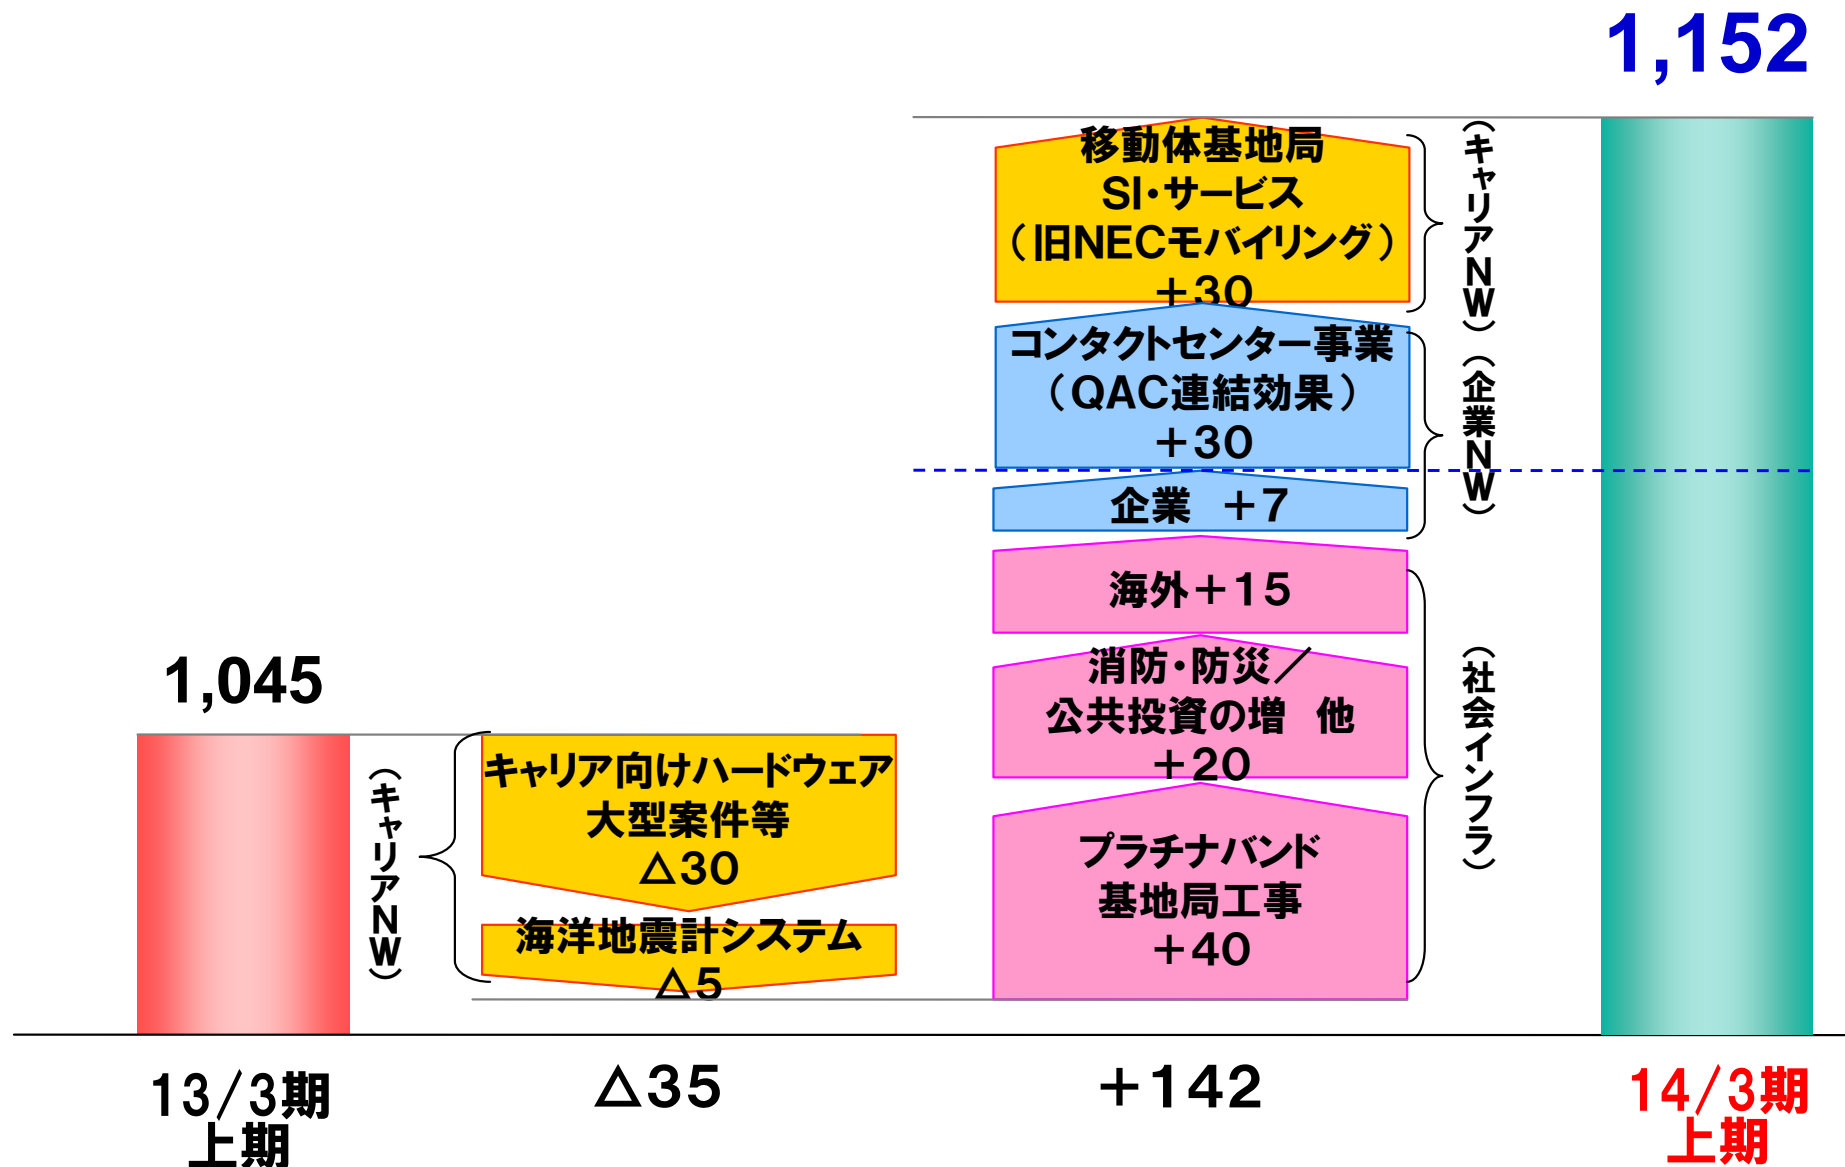 1,152
移動体基地局
SI・サービス
（旧NECモバイリング）
＋30
（キャリアNW）
コンタクトセンター事業
（QAC連結効果）
＋30
（企業NW）
企業　＋7
海外＋15
消防・防災／
公共投資の増　他
＋20
（社会インフラ）
プラチナバンド
基地局工事
＋40
1,045
（キャリアNW）
キャリア向けハードウェア
大型案件等
△30
海洋地震計システム
△5
13/3期
上期
△35
＋142
14/3期
上期